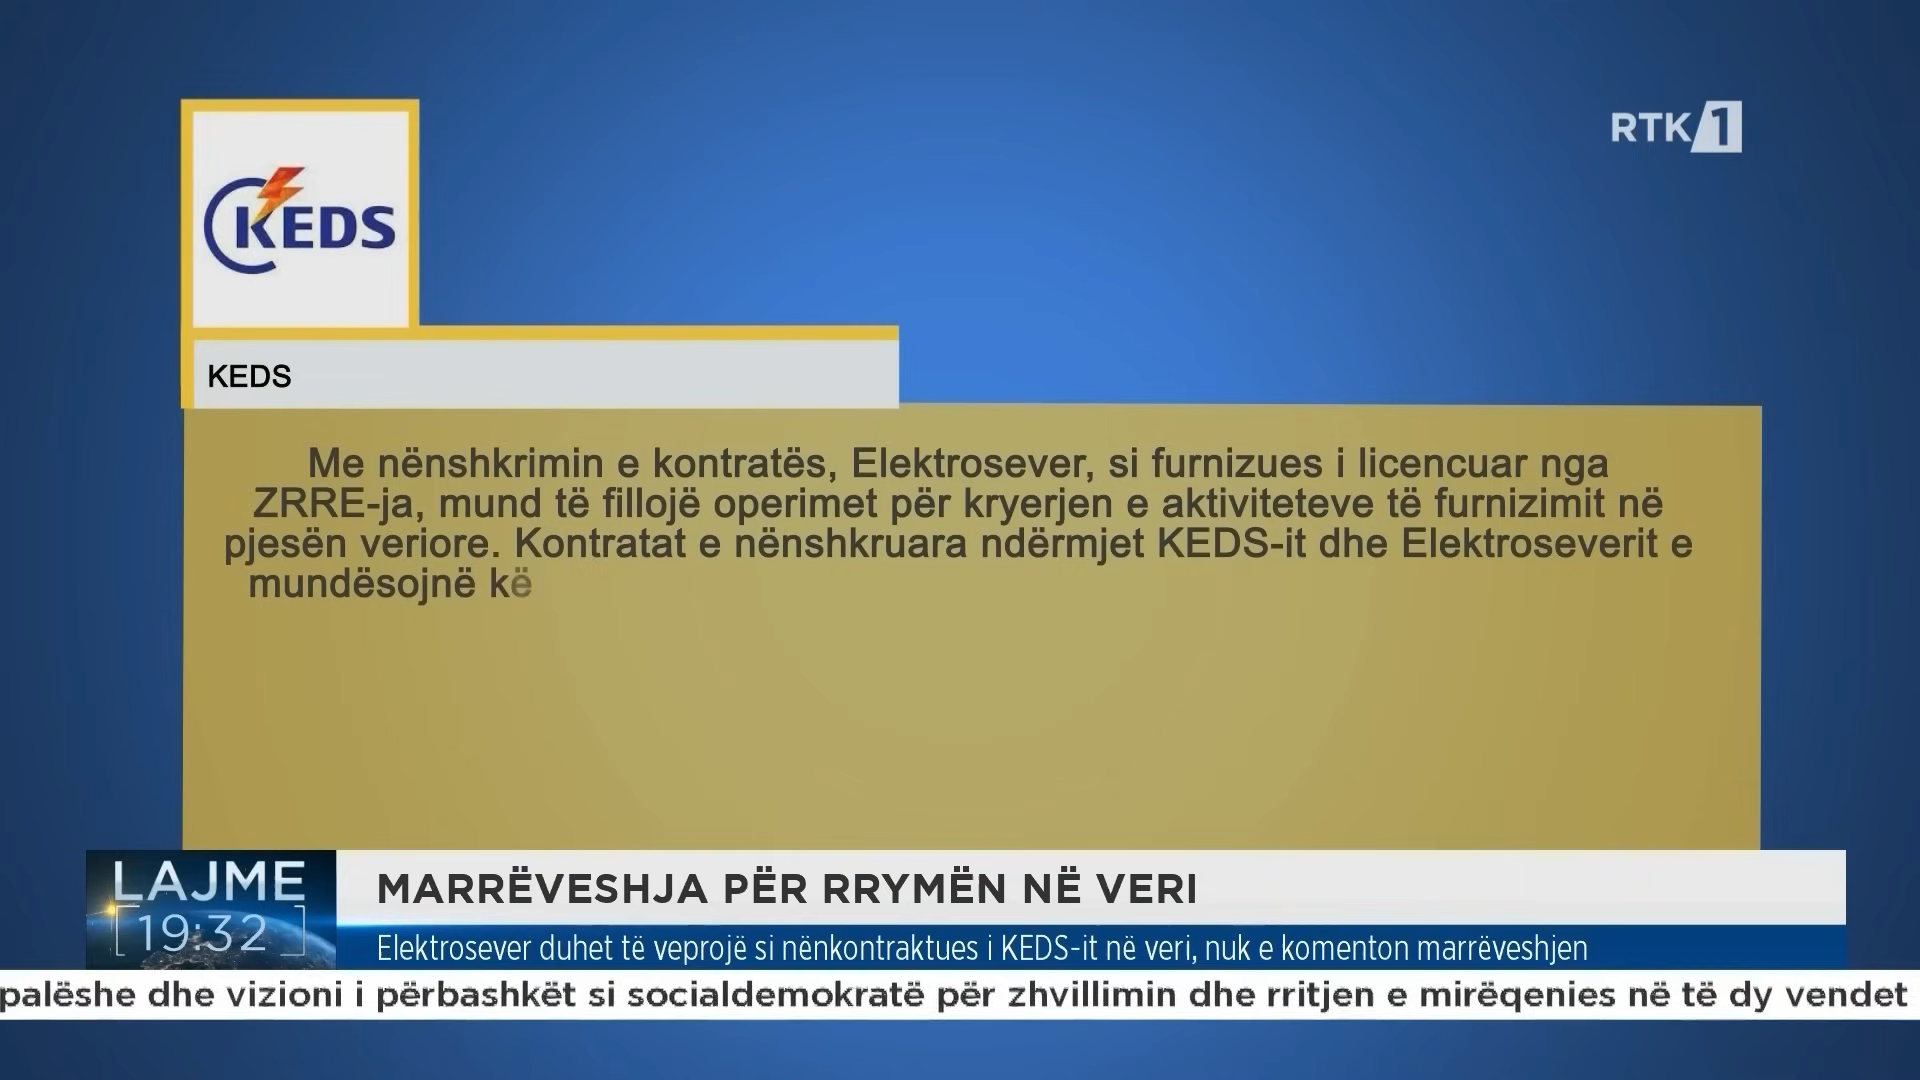 RTK 1
KEDS
KEDS
Me nënshkrimin e kontratës, Elektrosever, si furnizues i licencuar nga
ZRRE-ja, mund të fillojë operimet për kryerjen e aktiviteteve të furnizimit në
pjesën veriore. Kontratat e nënshkruara ndërmjet KEDS-it dhe Elektroseverit e
mundësojnë kë
LAJME
19:32
MARRËVESHJA PËR RRYMËN NË VERI
Elektrosever duhet të veprojë si nënkontraktues i KEDS-it në veri, nuk e komenton marrëveshjen
palëshe dhe vizioni i përbashkët si socialdemokratë për zhvillimin dhe rritjen e mirëqenies në të dy vendet